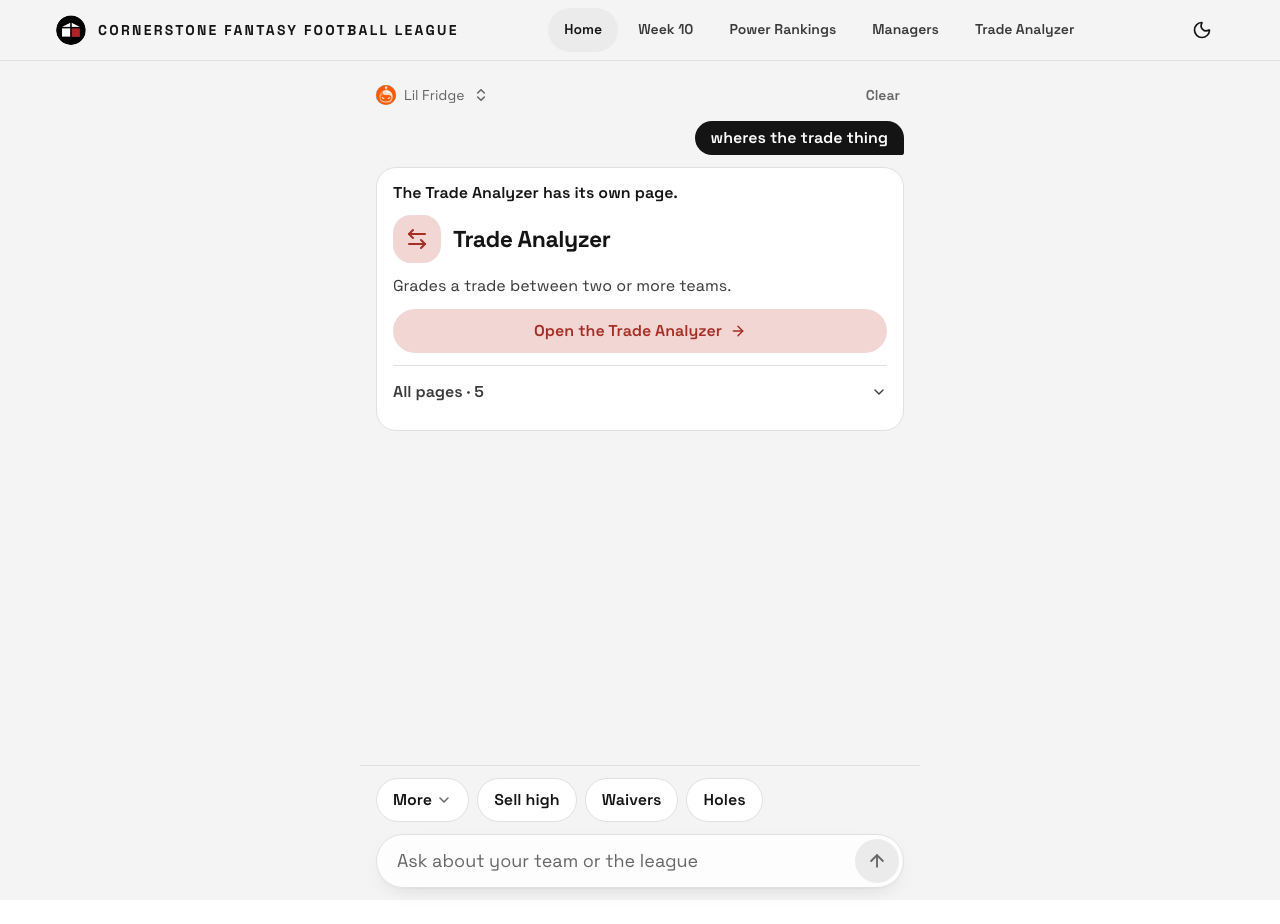 CORNERSTONE FANTASY FOOTBALL LEAGUE
Home
Week 10
Power Rankings
Managers
Trade Analyzer
Lil Fridge
Clear
wheres the trade thing
The Trade Analyzer has its own page.
Trade Analyzer
Grades a trade between two or more teams.
Open the Trade Analyzer
All pages · 5
More
Sell high
Waivers
Holes
Ask about your team or the league